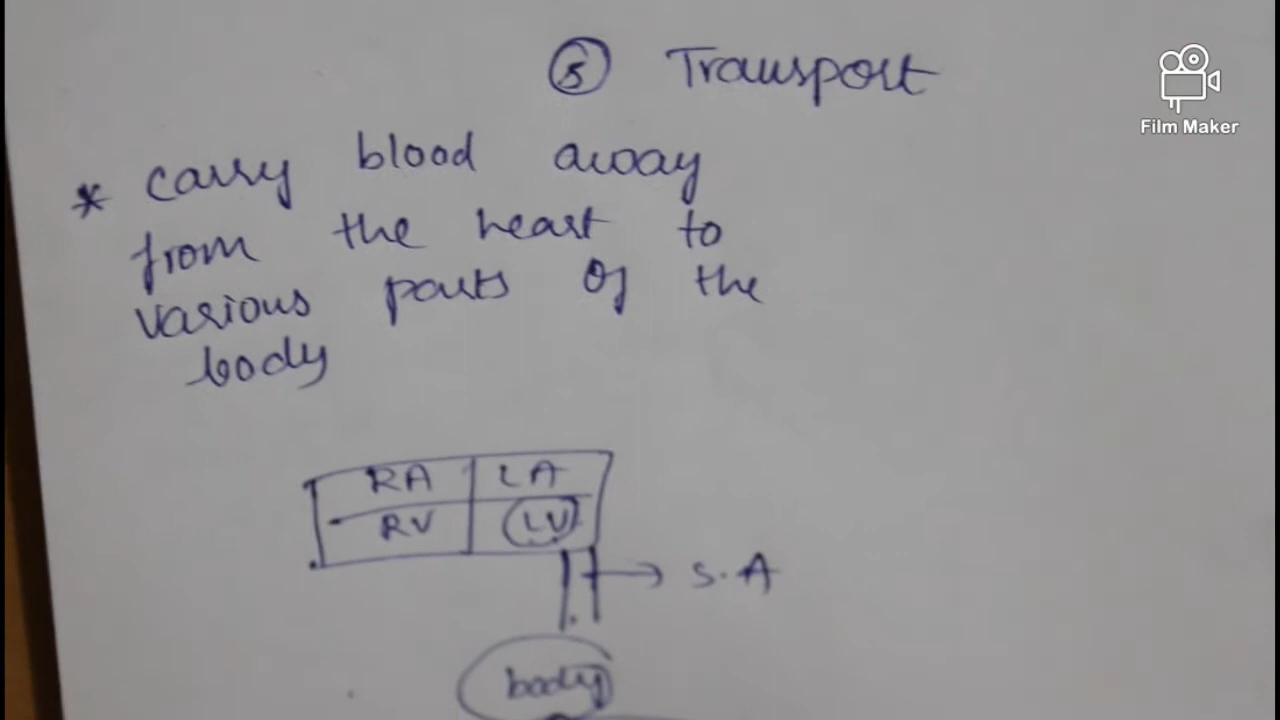 ⑤ Transport
Film Maker
* carry blood away
from the heart to
various parts of the
body
RA LA
RV LV
→ S.A
body